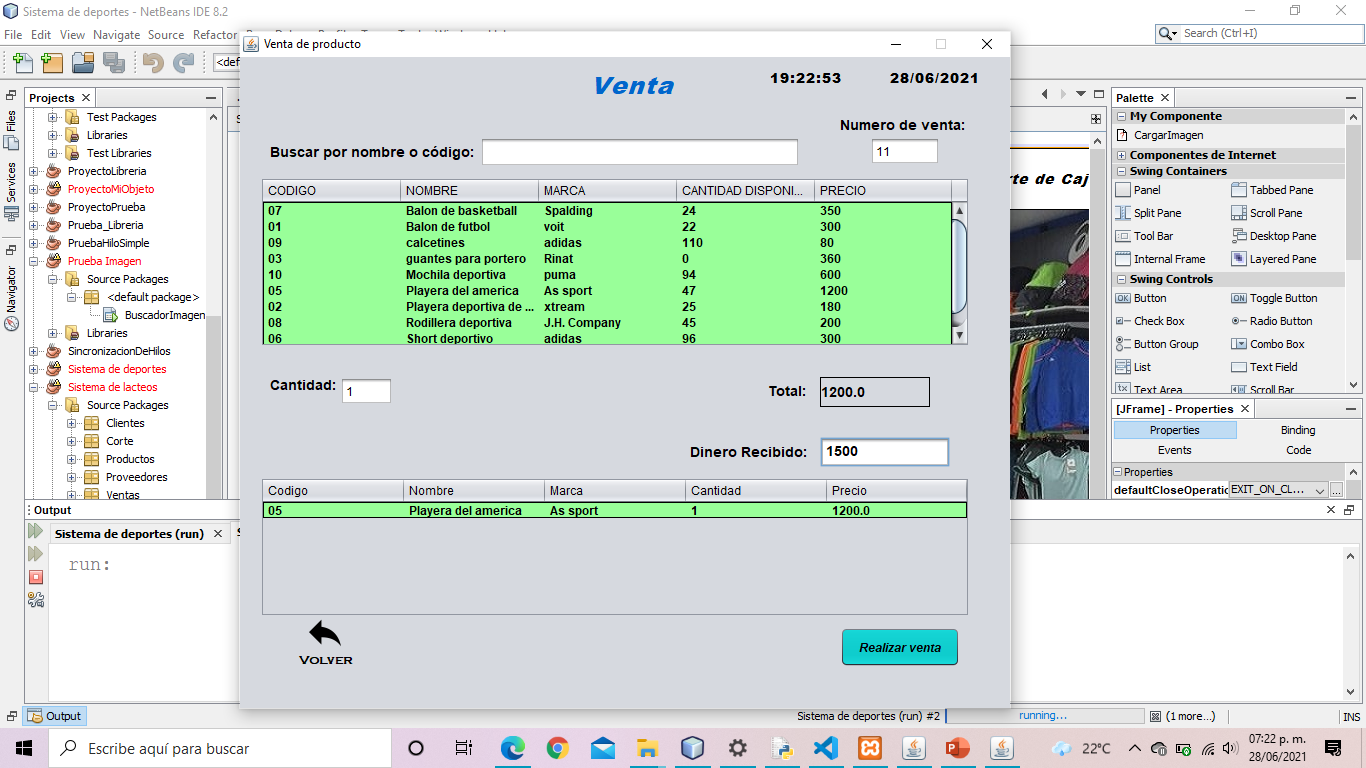 Sistema de deportes - NetBeans IDE 8.2
File Edit View Navigate Source Refactor
Search (Ctrl+I)
Venta de producto
Venta
19:22:53 28/06/2021
Numero de venta:
Buscar por nombre o código:
11
CODIGO NOMBRE MARCA CANTIDAD DISPONI... PRECIO
07 Balon de basketball Spalding 24 350
01 Balon de futbol voit 22 300
09 calcetines adidas 110 80
03 guantes para portero Rinat 0 360
10 Mochila deportiva puma 94 600
05 Playera del america As sport 47 1200
02 Playera deportiva de ... xtream 25 180
08 Rodillera deportiva J.H. Company 45 200
06 Short deportivo adidas 96 300
Cantidad: 1
Total: 1200.0
Dinero Recibido: 1500
Codigo Nombre Marca Cantidad Precio
05 Playera del america As sport 1 1200.0
VOLVER
Realizar venta
Files
Services
Navigator
Projects
Test Packages
Libraries
Test Libraries
ProyectoLibreria
ProyectoMiObjeto
ProyectoPrueba
Prueba_Libreria
PruebaHiloSimple
Prueba Imagen
Source Packages
<default package>
BuscadorImagen
Libraries
SincronizacionDeHilos
Sistema de deportes
Sistema de lacteos
Source Packages
Clientes
Corte
Productos
Proveedores
Ventas
rte de Caj
Palette
My Componente
CargarImagen
Componentes de Internet
Swing Containers
Panel Tabbed Pane
Split Pane Scroll Pane
Tool Bar Desktop Pane
Internal Frame Layered Pane
Swing Controls
Button Toggle Button
Check Box Radio Button
Button Group Combo Box
List Text Field
Text Area Scroll Bar
[JFrame] - Properties
Properties Binding
Events Code
Properties
defaultCloseOperatic EXIT_ON_CL... ...
Output
Sistema de deportes (run)
run:
Output
Sistema de deportes (run) #2 running... (1 more...) INS
Escribe aquí para buscar
22°C
07:22 p. m.
28/06/2021